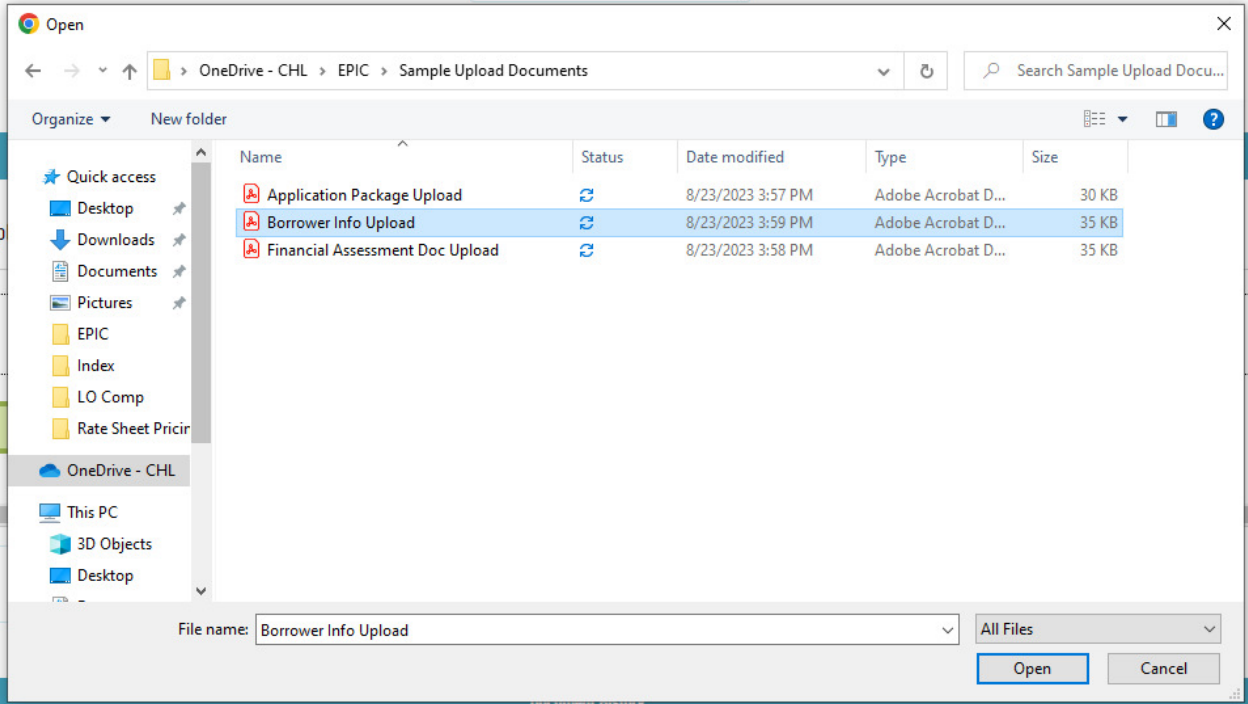 Open
OneDrive - CHL > EPIC > Sample Upload Documents
Search Sample Upload Docu...
Organize New folder
?
Name Status Date modified Type Size
Application Package Upload 8/23/2023 3:57 PM Adobe Acrobat D... 30 KB
Borrower Info Upload 8/23/2023 3:59 PM Adobe Acrobat D... 35 KB
Financial Assessment Doc Upload 8/23/2023 3:58 PM Adobe Acrobat D... 35 KB
Quick access
Desktop
Downloads
Documents
Pictures
EPIC
Index
LO Comp
Rate Sheet Pricin
OneDrive - CHL
This PC
3D Objects
Desktop
File name: Borrower Info Upload All Files
Open Cancel